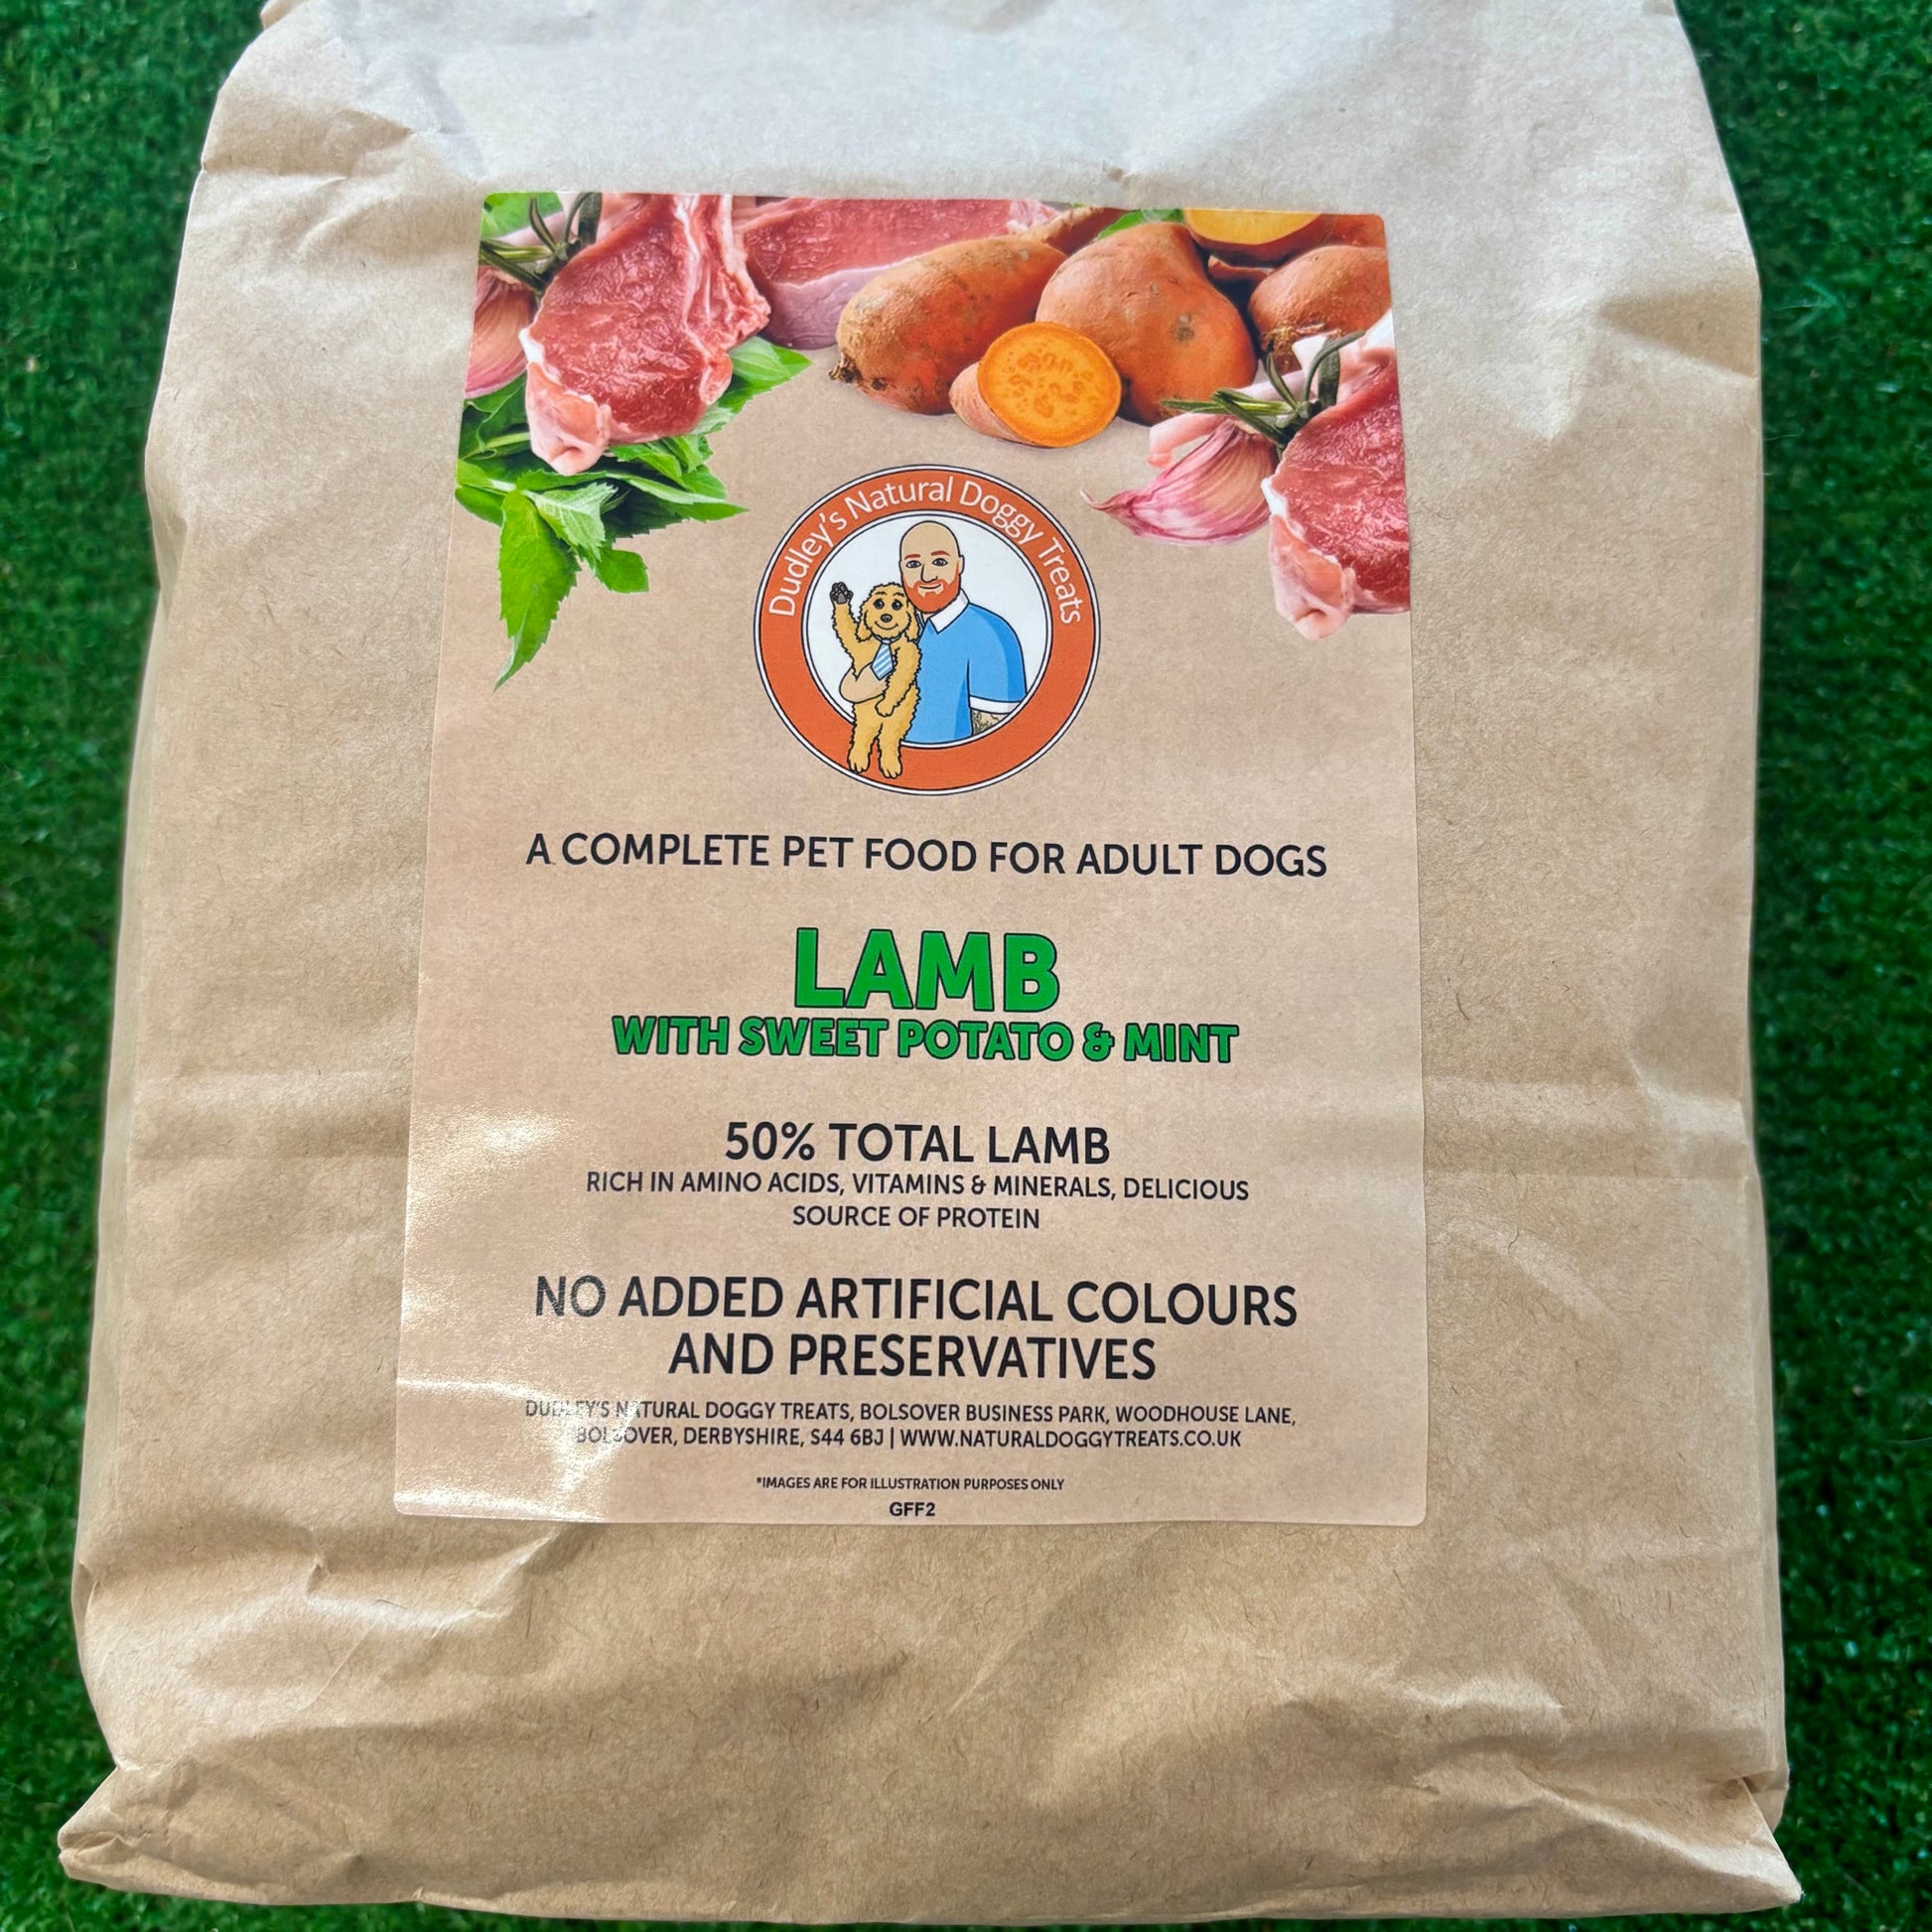 Dudley's Natural Doggy Treats
A COMPLETE PET FOOD FOR ADULT DOGS
LAMB
WITH SWEET POTATO & MINT
50% TOTAL LAMB
RICH IN AMINO ACIDS, VITAMINS & MINERALS, DELICIOUS
SOURCE OF PROTEIN
NO ADDED ARTIFICIAL COLOURS
AND PRESERVATIVES
DUDLEY'S NATURAL DOGGY TREATS, BOLSOVER BUSINESS PARK, WOODHOUSE LANE,
BOLSOVER, DERBYSHIRE, S44 6BJ | WWW.NATURALDOGGYTREATS.CO.UK
*IMAGES ARE FOR ILLUSTRATION PURPOSES ONLY
GFF2